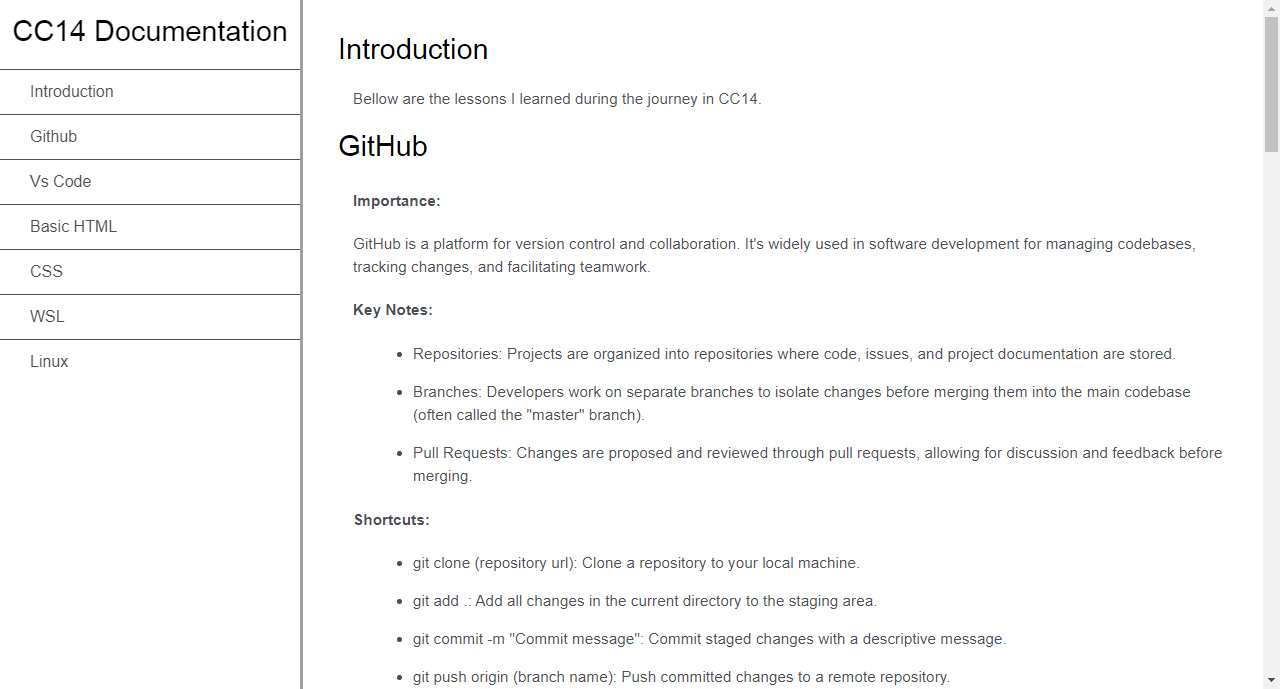 CC14 Documentation
Introduction
Github
Vs Code
Basic HTML
CSS
WSL
Linux
Introduction
Bellow are the lessons I learned during the journey in CC14.
GitHub
Importance:
GitHub is a platform for version control and collaboration. It's widely used in software development for managing codebases,
tracking changes, and facilitating teamwork.
Key Notes:
Repositories: Projects are organized into repositories where code, issues, and project documentation are stored.
Branches: Developers work on separate branches to isolate changes before merging them into the main codebase
(often called the "master" branch).
Pull Requests: Changes are proposed and reviewed through pull requests, allowing for discussion and feedback before
merging.
Shortcuts:
git clone (repository url): Clone a repository to your local machine.
git add .: Add all changes in the current directory to the staging area.
git commit -m "Commit message": Commit staged changes with a descriptive message.
git push origin (branch name): Push committed changes to a remote repository.